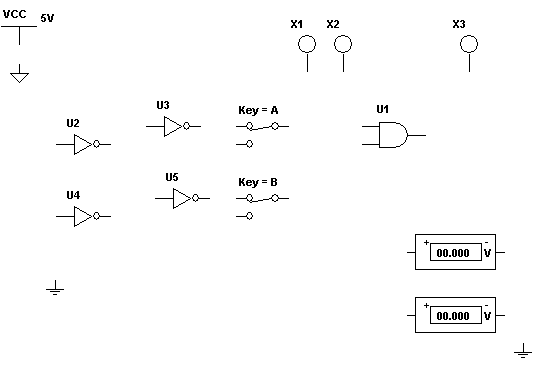 VCC 5V
X1 X2 X3
U3 Key = A U1
U2
U5 Key = B
U4
+ - 
00.000 V
+ -
00.000 V